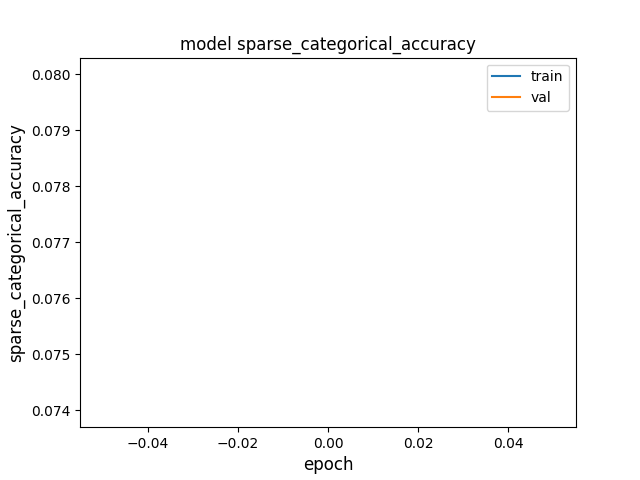 model sparse_categorical_accuracy
train
val
0.080
0.079
0.078
0.077
0.076
0.075
0.074
sparse_categorical_accuracy
−0.04 −0.02 0.00 0.02 0.04
epoch